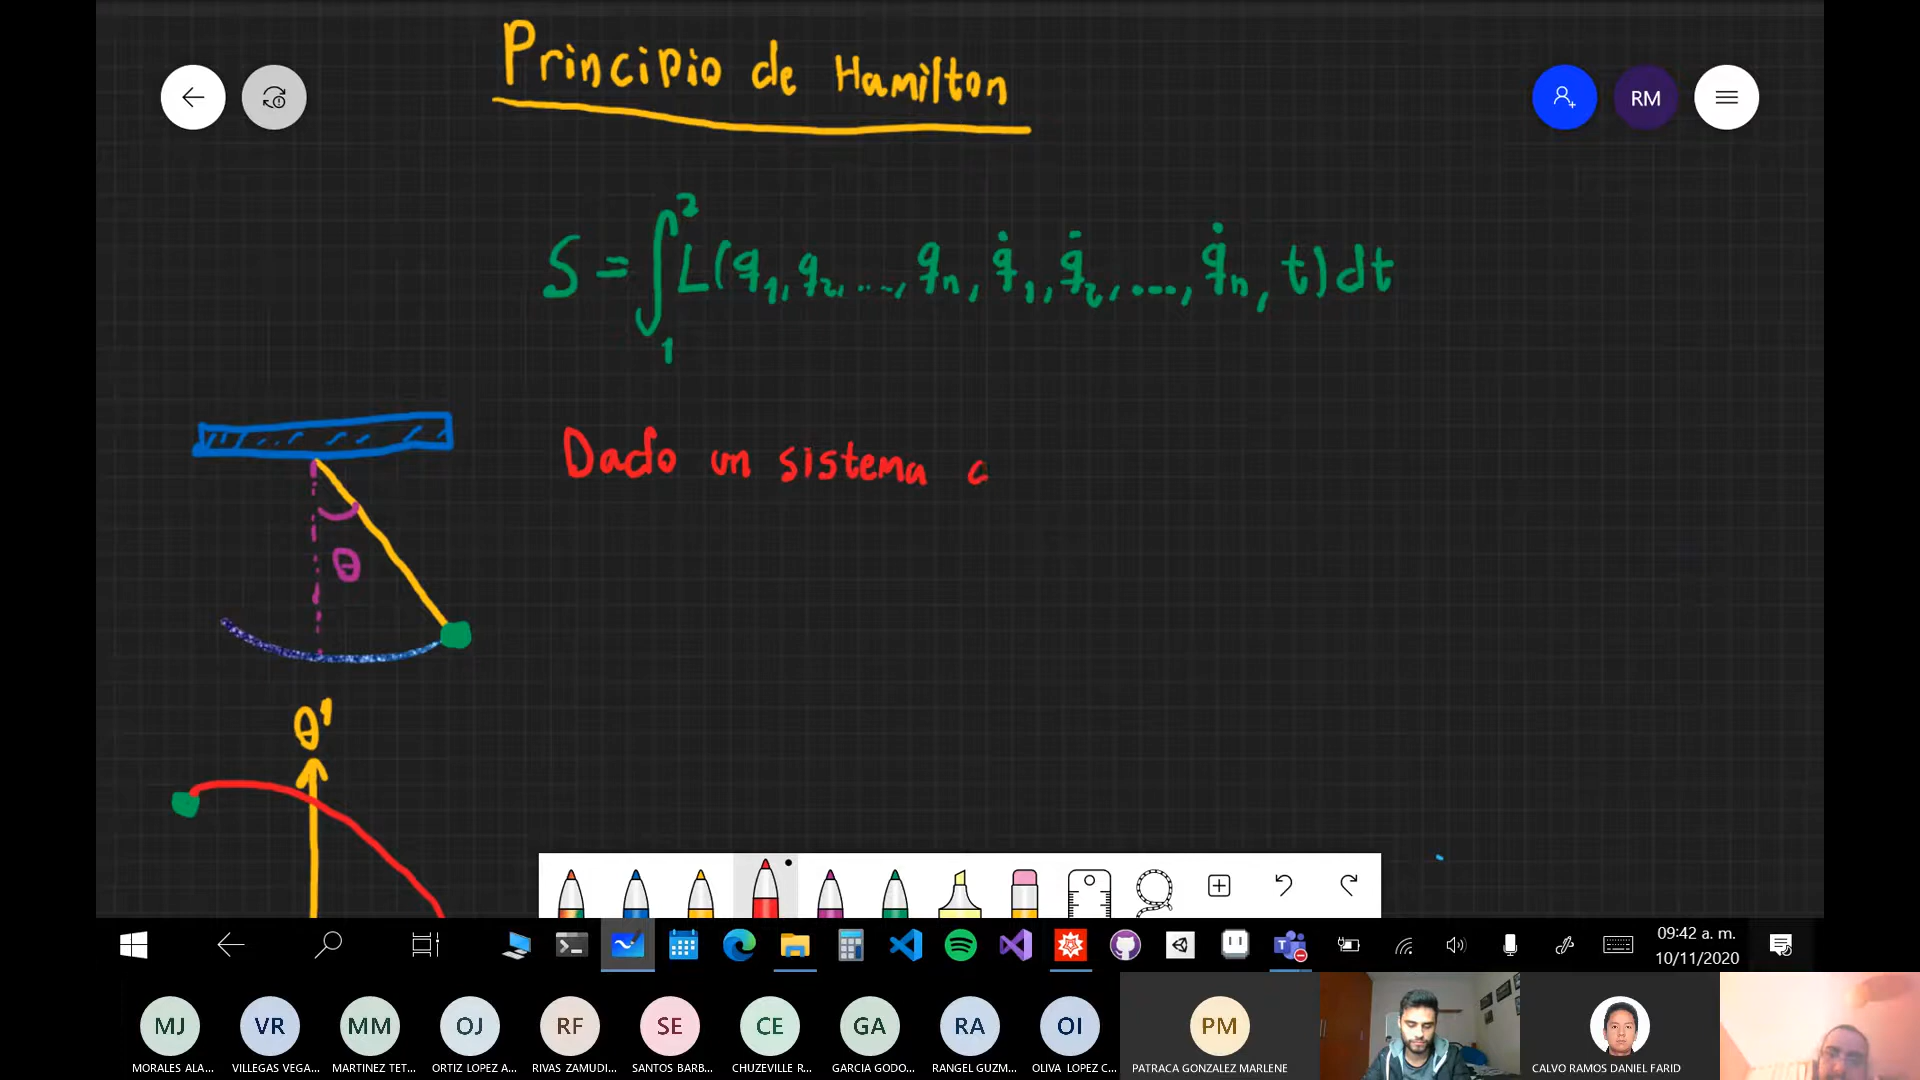 Principio de Hamilton
RM
S = ∫₁² L(q₁, q₂, ..., qₙ, q̇₁, q̇₂, ..., q̇ₙ, t) dt
Dado un sistema
θ
θ'
09:42 a. m.
10/11/2020
MJ VR MM OJ RF SE CE GA RA OI PM
MORALES ALA... VILLEGAS VEGA... MARTINEZ TET... ORTIZ LOPEZ A... RIVAS ZAMUDI... SANTOS BARB... CHUZEVILLE R... GARCIA GODO... RANGEL GUZM... OLIVA LOPEZ C... PATRACA GONZALEZ MARLENE CALVO RAMOS DANIEL FARID